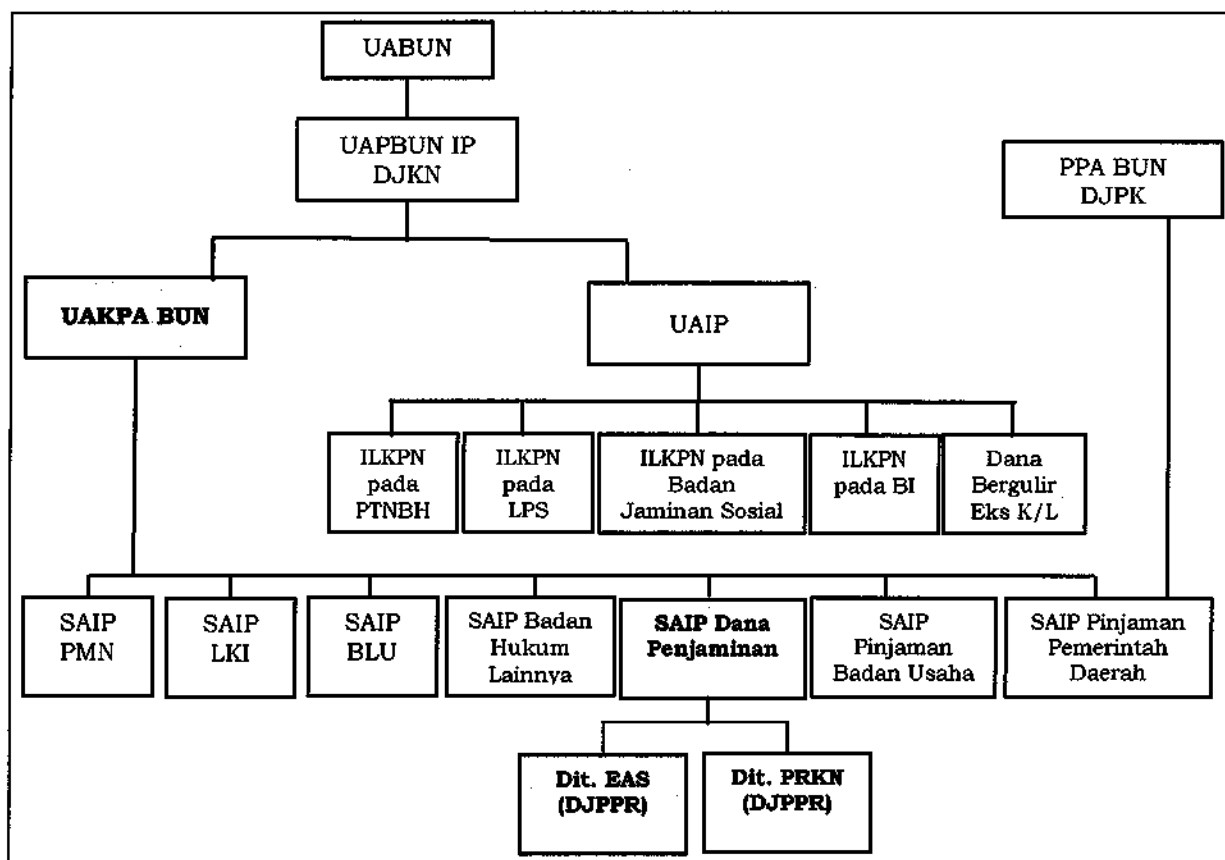 UABUN
UAPBUN IP
DJKN
PPA BUN
DJPK
UAKPA BUN
UAIP
ILKPN
pada
PTNBH
ILKPN
pada
LPS
ILKPN pada
Badan
Jaminan Sosial
ILKPN
pada BI
Dana
Bergulir
Eks K/L
SAIP
PMN
SAIP
LKI
SAIP
BLU
SAIP Badan
Hukum
Lainnya
SAIP Dana
Penjaminan
SAIP
Pinjaman
Badan Usaha
SAIP Pinjaman
Pemerintah
Daerah
Dit. EAS
(DJPPR)
Dit. PRKN
(DJPPR)